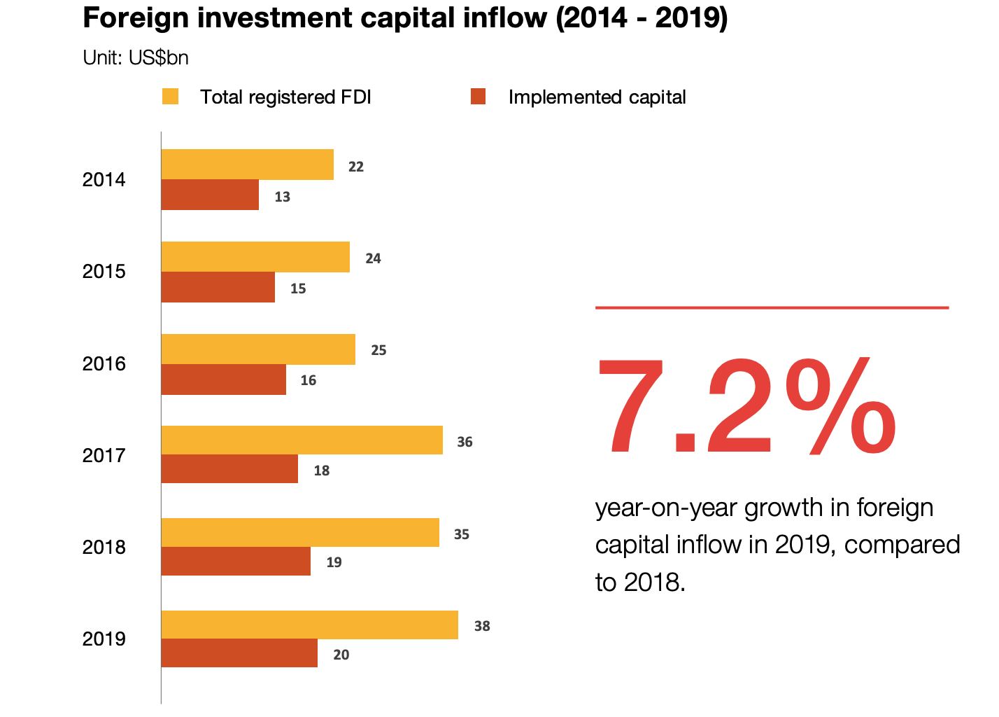 Foreign investment capital inflow (2014 - 2019)
Unit: US$bn
Total registered FDI
Implemented capital
2014
22
13
2015
24
15
2016
25
16
2017
36
18
2018
35
19
2019
38
20
7.2%
year-on-year growth in foreign
capital inflow in 2019, compared
to 2018.